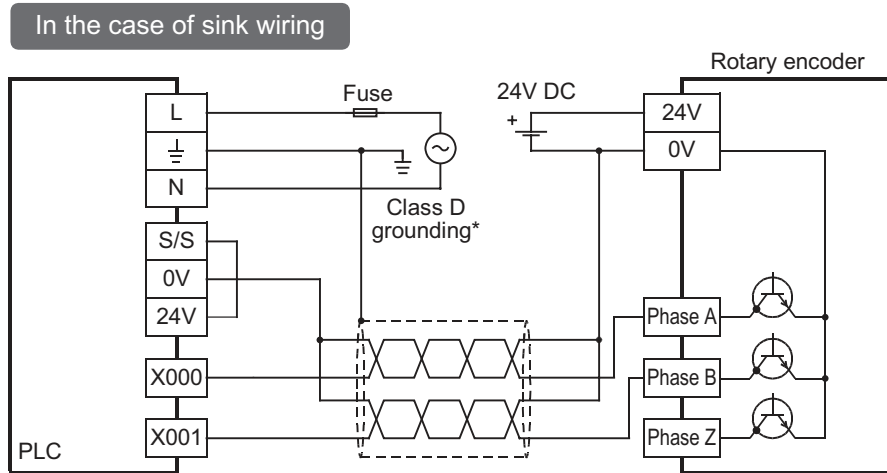 In the case of sink wiring
Rotary encoder
Fuse
24V DC
+
L
N
24V
0V
Class D
grounding*
S/S
0V
24V
X000
X001
Phase A
Phase B
Phase Z
PLC